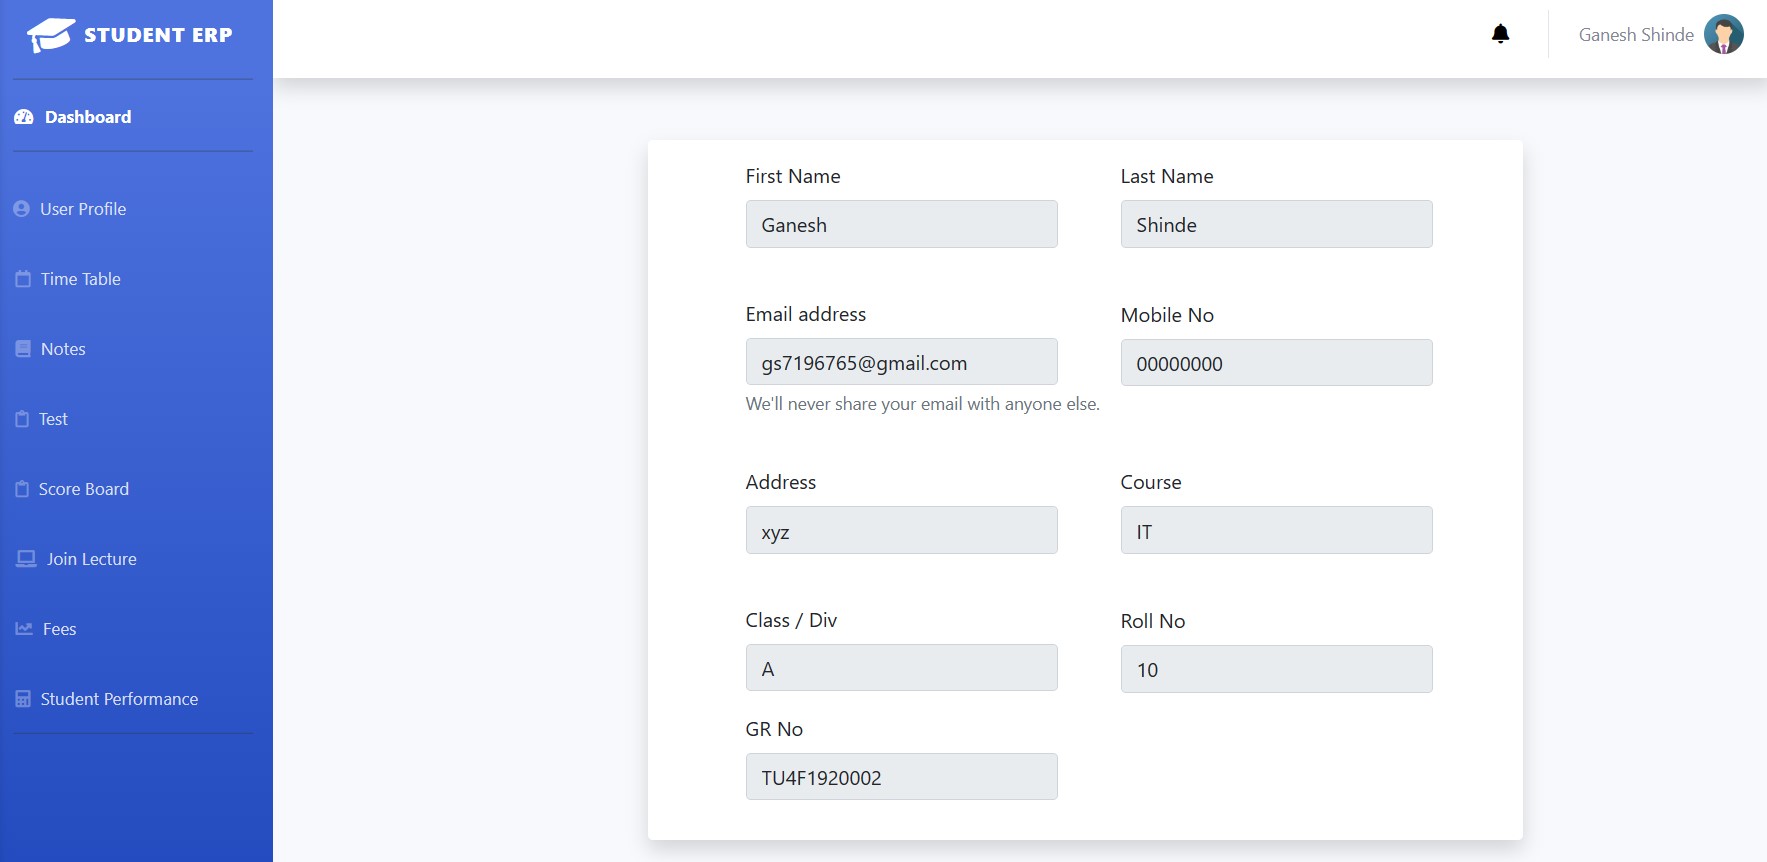 STUDENT ERP
Ganesh Shinde
Dashboard
User Profile
Time Table
Notes
Test
Score Board
Join Lecture
Fees
Student Performance
First Name
Last Name
Ganesh
Shinde
Email address
Mobile No
gs7196765@gmail.com
00000000
We'll never share your email with anyone else.
Address
Course
xyz
IT
Class / Div
Roll No
A
10
GR No
TU4F1920002